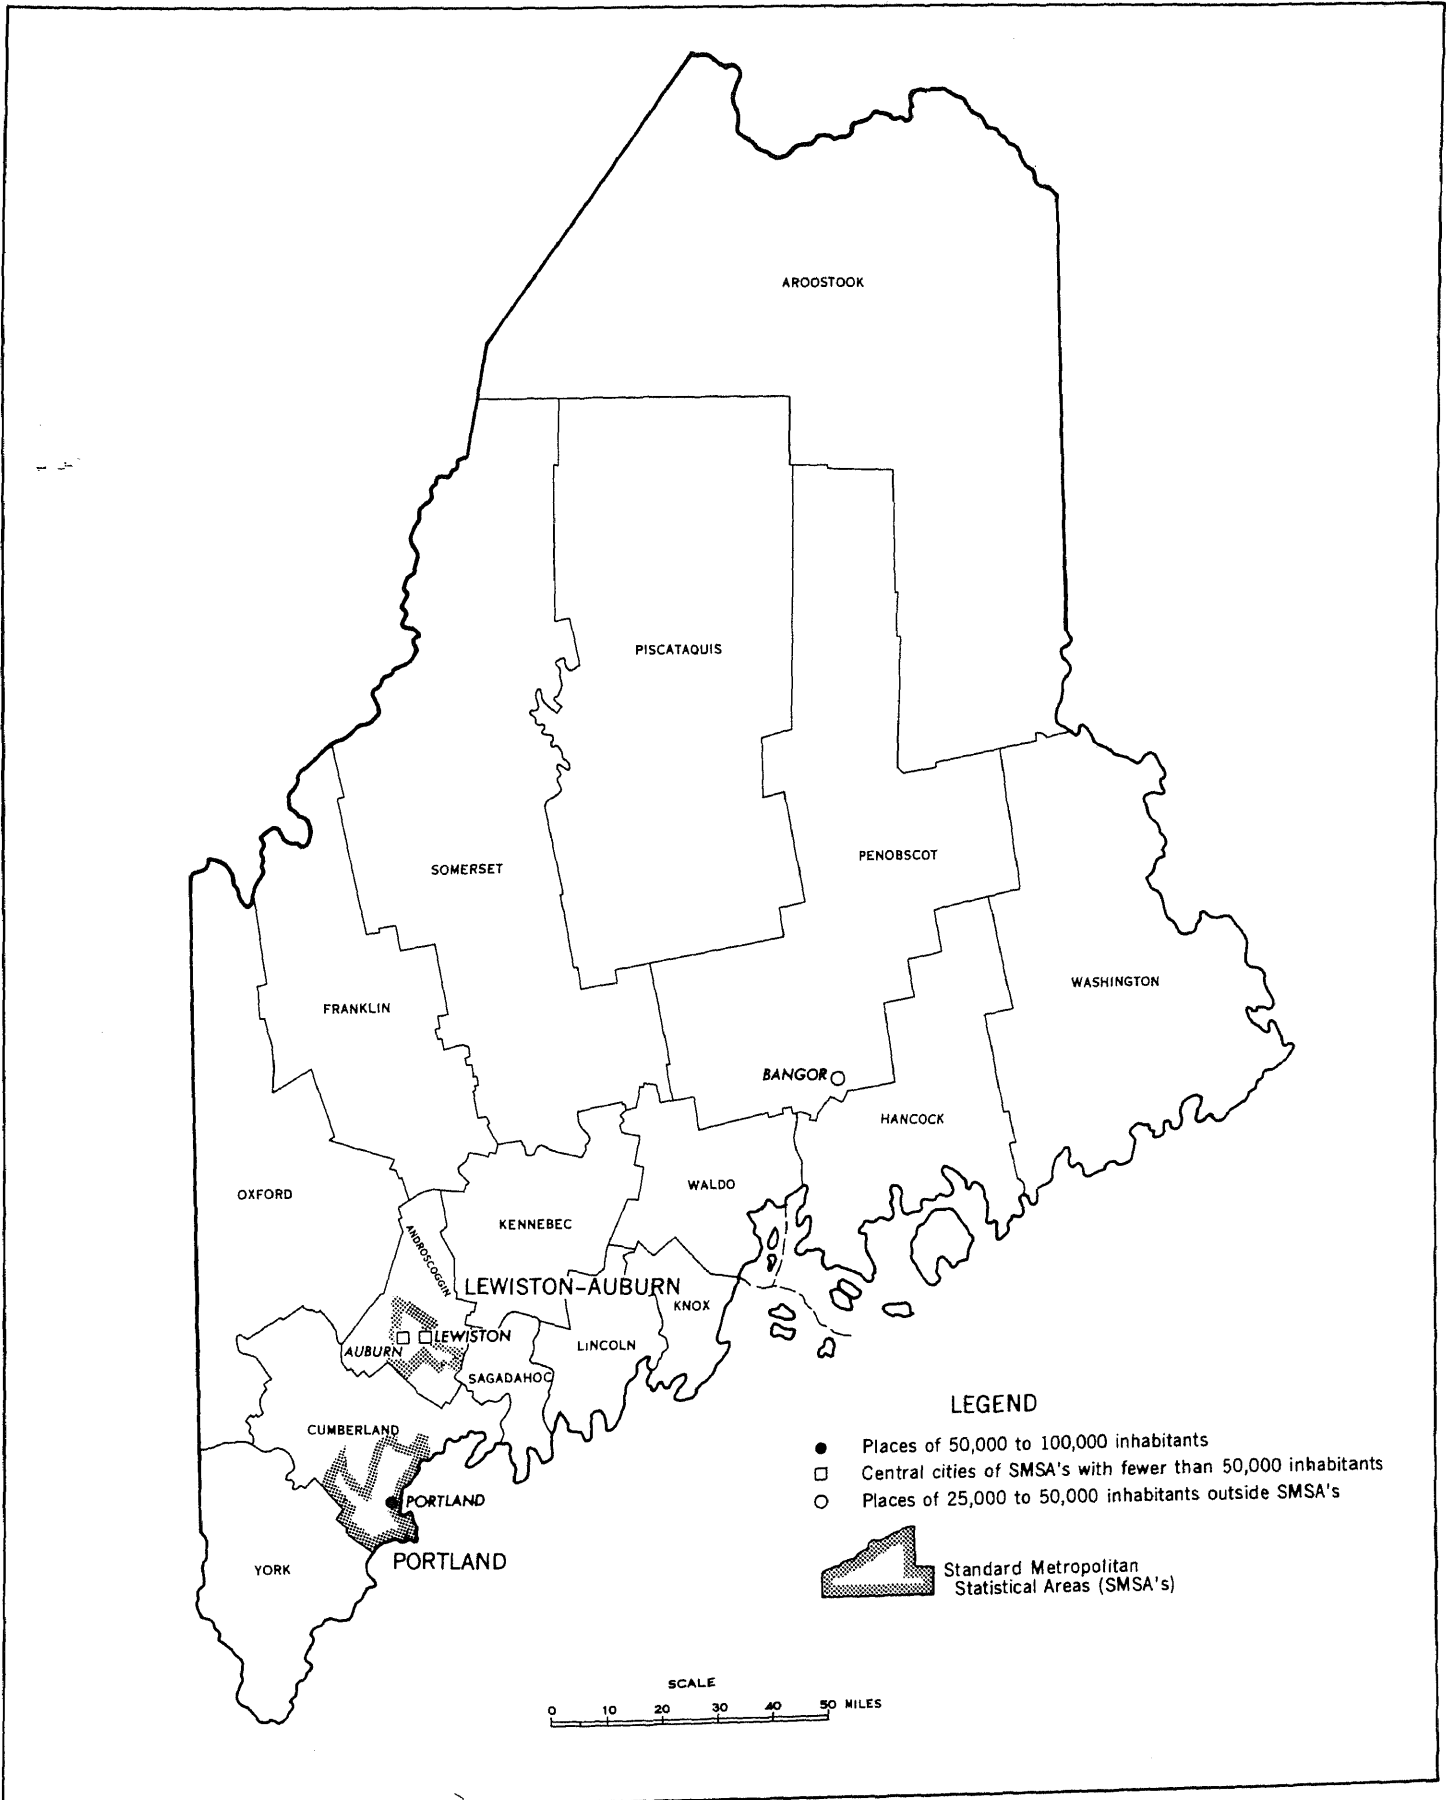 AROOSTOOK
PISCATAQUIS
PENOBSCOT
SOMERSET
WASHINGTON
FRANKLIN
BANGOR
HANCOCK
WALDO
OXFORD
KENNEBEC
ANDROSCOGGIN
LEWISTON-AUBURN
KNOX
LEWISTON
AUBURN
LINCOLN
SAGADAHOC
CUMBERLAND
PORTLAND
PORTLAND
YORK
LEGEND
Places of 50,000 to 100,000 inhabitants
Central cities of SMSA's with fewer than 50,000 inhabitants
Places of 25,000 to 50,000 inhabitants outside SMSA's
Standard Metropolitan
Statistical Areas (SMSA's)
SCALE
0 10 20 30 40 50 MILES